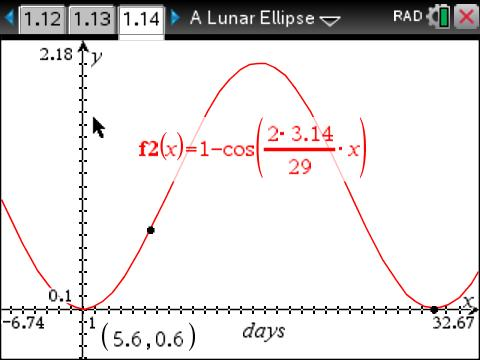 1.12 1.13 1.14 A Lunar Ellipse RAD
2.18 y
f2(x)=1-cos(2·3.14/29·x)
0.1 x
-6.74 1 32.67
(5.6,0.6) days